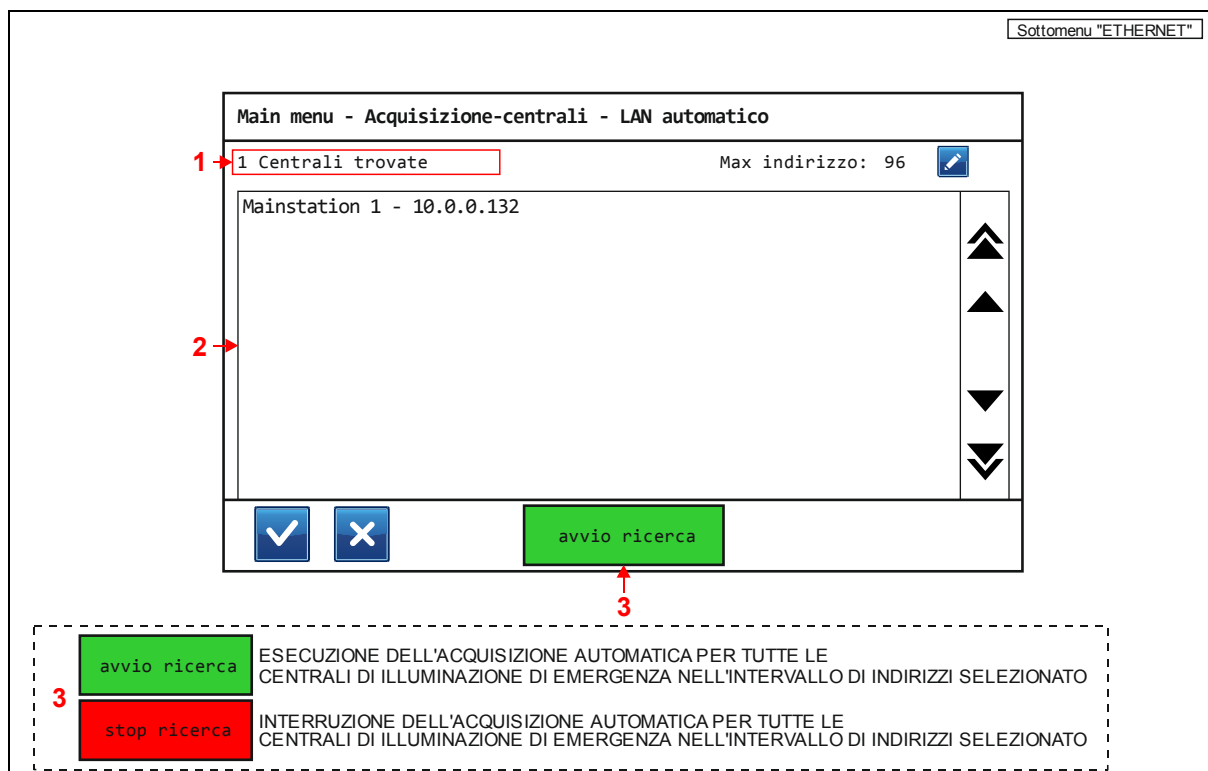 Sottomenu "ETHERNET"
Main menu - Acquisizione-centrali - LAN automatico
1
1 Centrali trovate
Max indirizzo: 96
Mainstation 1 - 10.0.0.132
2
avvio ricerca
3
3
avvio ricerca
ESECUZIONE DELL'ACQUISIZIONE AUTOMATICA PER TUTTE LE
CENTRALI DI ILLUMINAZIONE DI EMERGENZA NELL'INTERVALLO DI INDIRIZZI SELEZIONATO
stop ricerca
INTERRUZIONE DELL'ACQUISIZIONE AUTOMATICA PER TUTTE LE
CENTRALI DI ILLUMINAZIONE DI EMERGENZA NELL'INTERVALLO DI INDIRIZZI SELEZIONATO